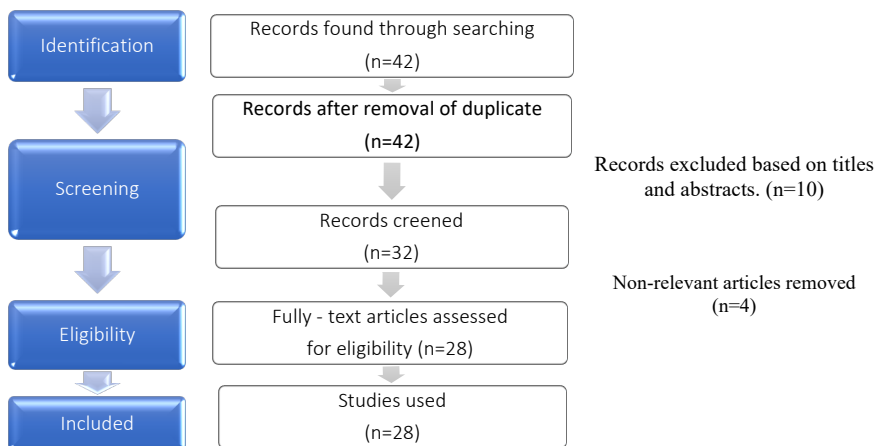 Identification
Records found through searching
(n=42)
Records after removal of duplicate
(n=42)
Screening
Records excluded based on titles
and abstracts. (n=10)
Records creened
(n=32)
Non-relevant articles removed
(n=4)
Eligibility
Fully - text articles assessed
for eligibility (n=28)
Included
Studies used
(n=28)